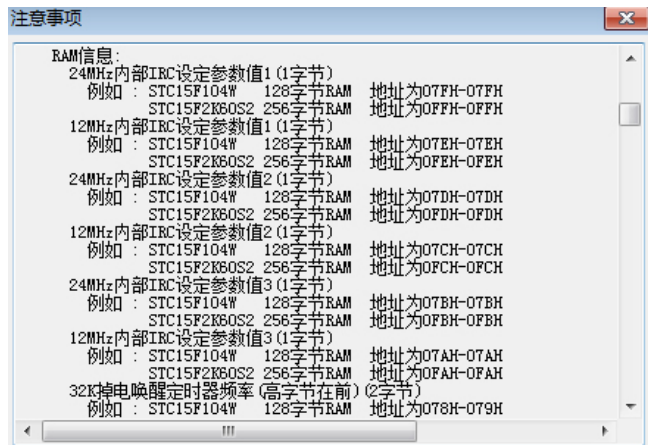 注意事项
RAM信息:
24MHz内部IRC设定参数值1(1字节)
例如 : STC15F104W 128字节RAM 地址为07FH-07FH
STC15F2K60S2 256字节RAM 地址为0FFH-0FFH
12MHz内部IRC设定参数值1(1字节)
例如 : STC15F104W 128字节RAM 地址为07EH-07EH
STC15F2K60S2 256字节RAM 地址为0FEH-0FEH
24MHz内部IRC设定参数值2(1字节)
例如 : STC15F104W 128字节RAM 地址为07DH-07DH
STC15F2K60S2 256字节RAM 地址为0FDH-0FDH
12MHz内部IRC设定参数值2(1字节)
例如 : STC15F104W 128字节RAM 地址为07CH-07CH
STC15F2K60S2 256字节RAM 地址为0FCH-0FCH
24MHz内部IRC设定参数值3(1字节)
例如 : STC15F104W 128字节RAM 地址为07BH-07BH
STC15F2K60S2 256字节RAM 地址为0FBH-0FBH
12MHz内部IRC设定参数值3(1字节)
例如 : STC15F104W 128字节RAM 地址为07AH-07AH
STC15F2K60S2 256字节RAM 地址为0FAH-0FAH
32K掉电唤醒定时器频率(高字节在前)(2字节)
例如 : STC15F104W 128字节RAM 地址为078H-079H